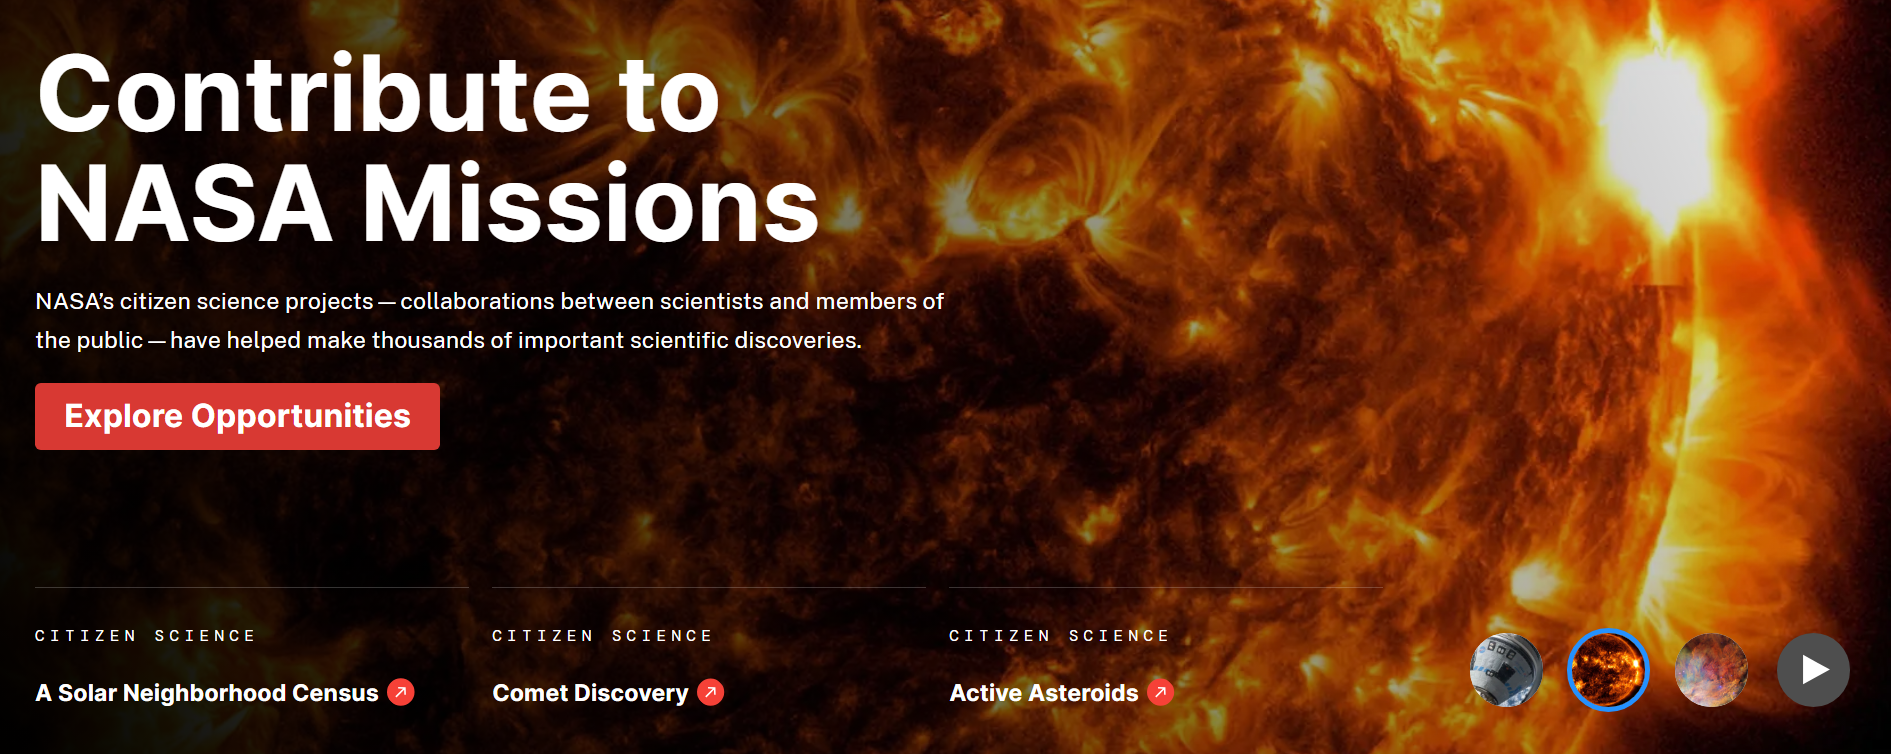 Contribute to
NASA Missions
NASA’s citizen science projects — collaborations between scientists and members of
the public — have helped make thousands of important scientific discoveries.
Explore Opportunities
CITIZEN SCIENCE
A Solar Neighborhood Census
CITIZEN SCIENCE
Comet Discovery
CITIZEN SCIENCE
Active Asteroids